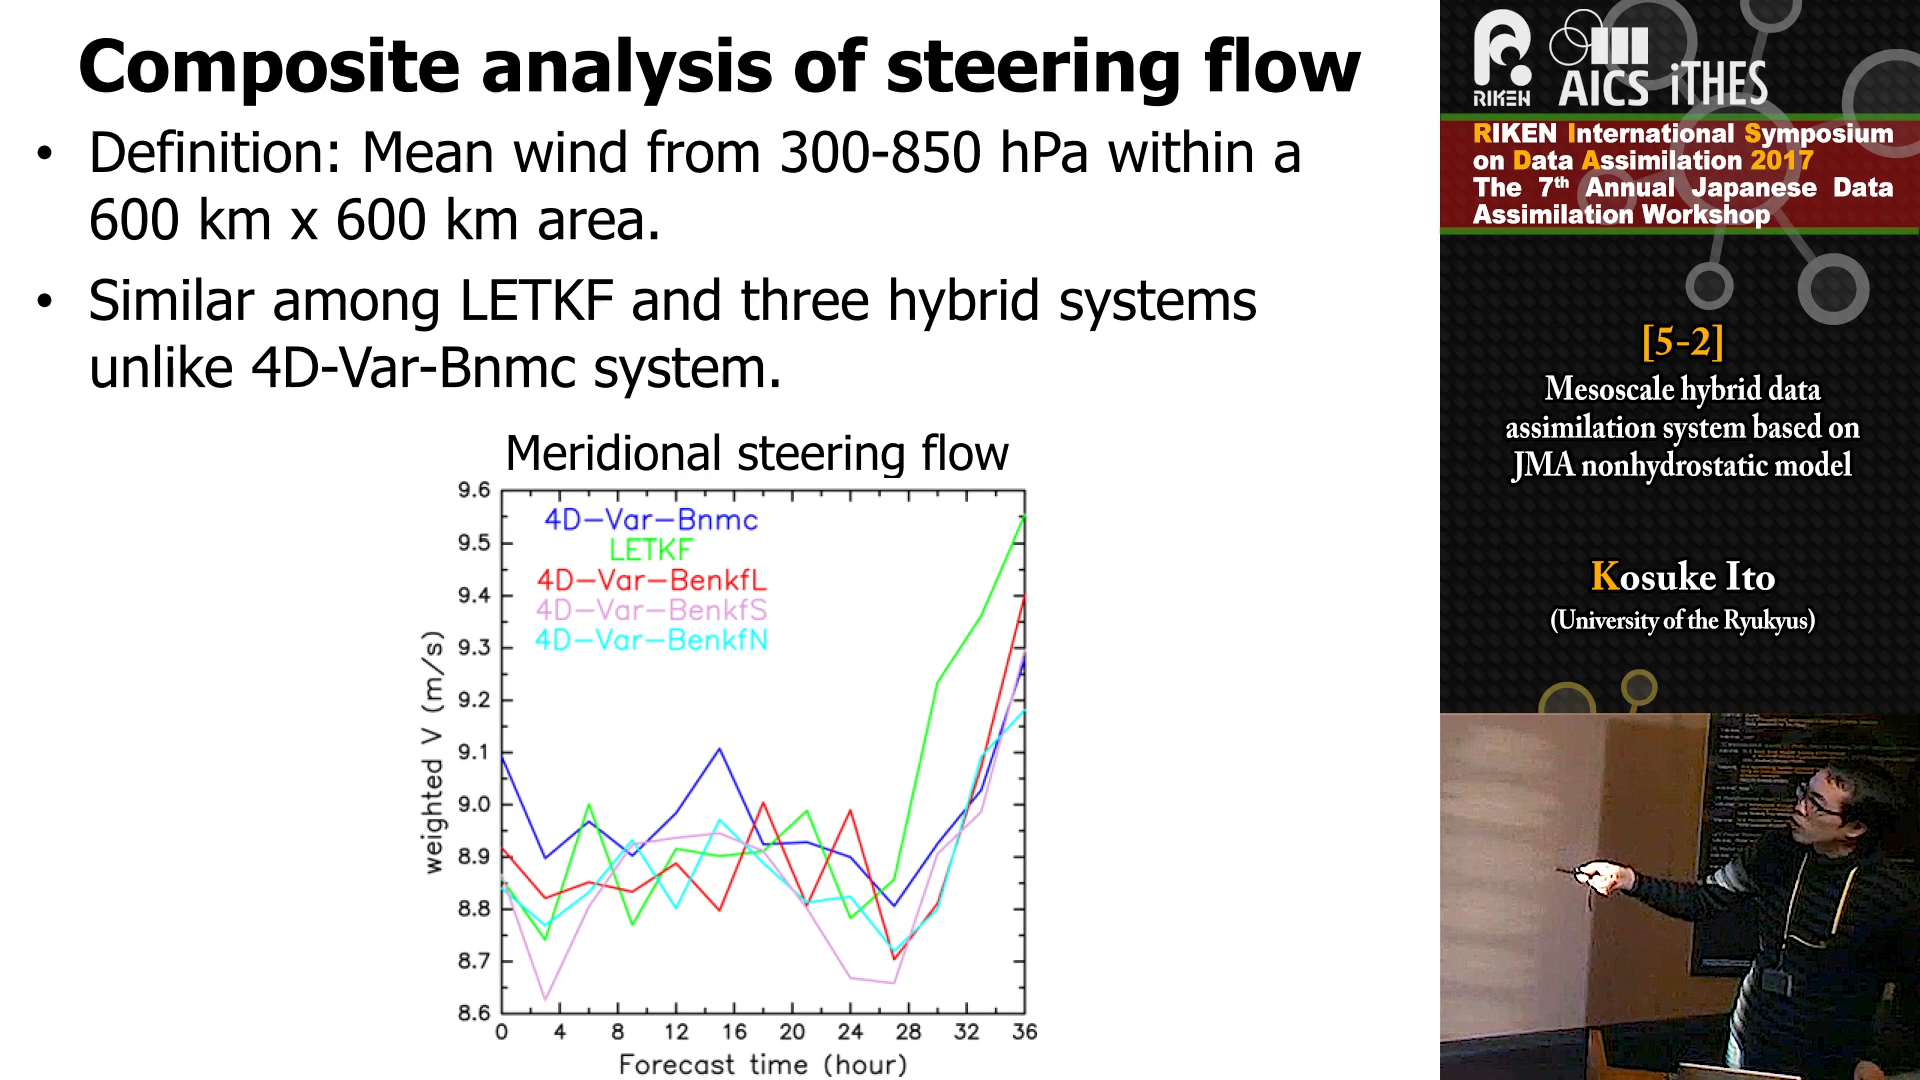 Composite analysis of steering flow
• Definition: Mean wind from 300-850 hPa within a
600 km x 600 km area.
• Similar among LETKF and three hybrid systems
unlike 4D-Var-Bnmc system.
Meridional steering flow
4D-Var-Bnmc
LETKF
4D-Var-BenkfL
4D-Var-BenkfS
4D-Var-BenkfN
weighted V (m/s)
9.6
9.5
9.4
9.3
9.2
9.1
9.0
8.9
8.8
8.7
8.6
0 4 8 12 16 20 24 28 32 36
Forecast time (hour)
RIKEN AICS iTHES
RIKEN International Symposium
on Data Assimilation 2017
The 7th Annual Japanese Data
Assimilation Workshop
[5-2]
Mesoscale hybrid data
assimilation system based on
JMA nonhydrostatic model
Kosuke Ito
(University of the Ryukyus)